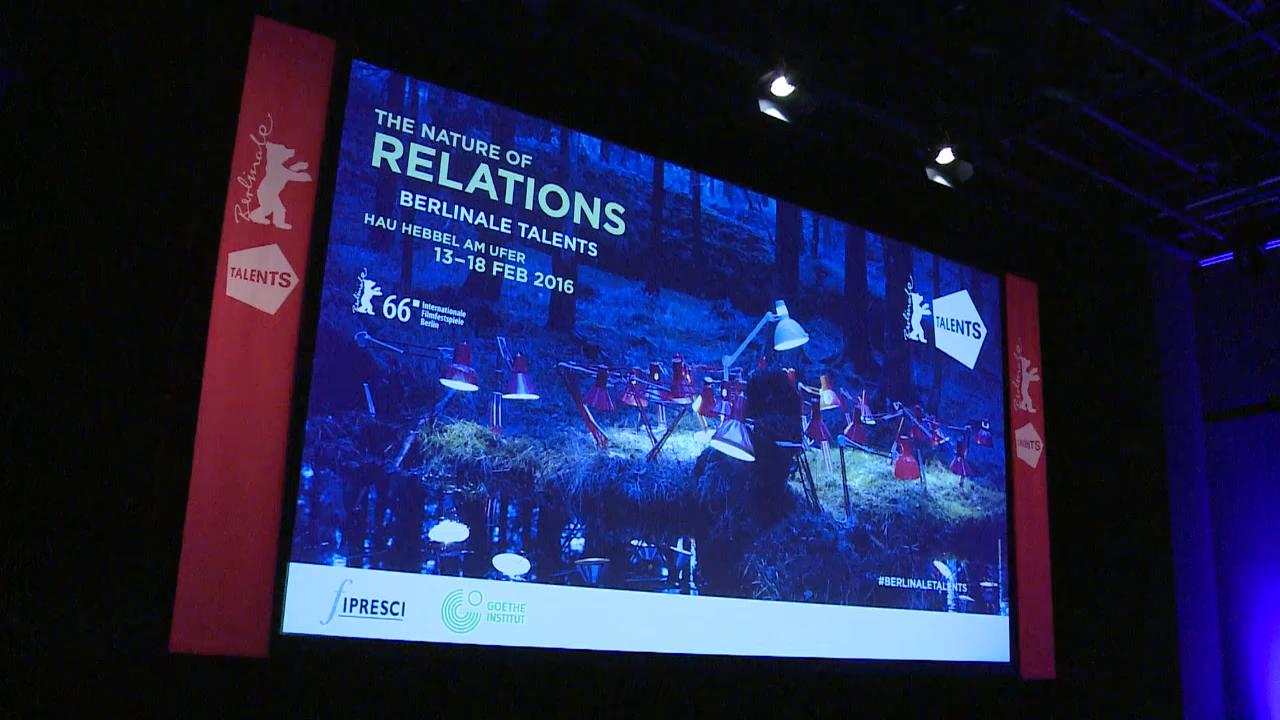 Berlinale
TALENTS
THE NATURE OF
RELATIONS
BERLINALE TALENTS
HAU HEBBEL AM UFER
13–18 FEB 2016
Berlinale
66
Internationale
Filmfestspiele
Berlin
Berlinale
TALENTS
#BERLINALETALENTS
FIPRESCI
GOETHE
INSTITUT
Berlinale
TALENTS